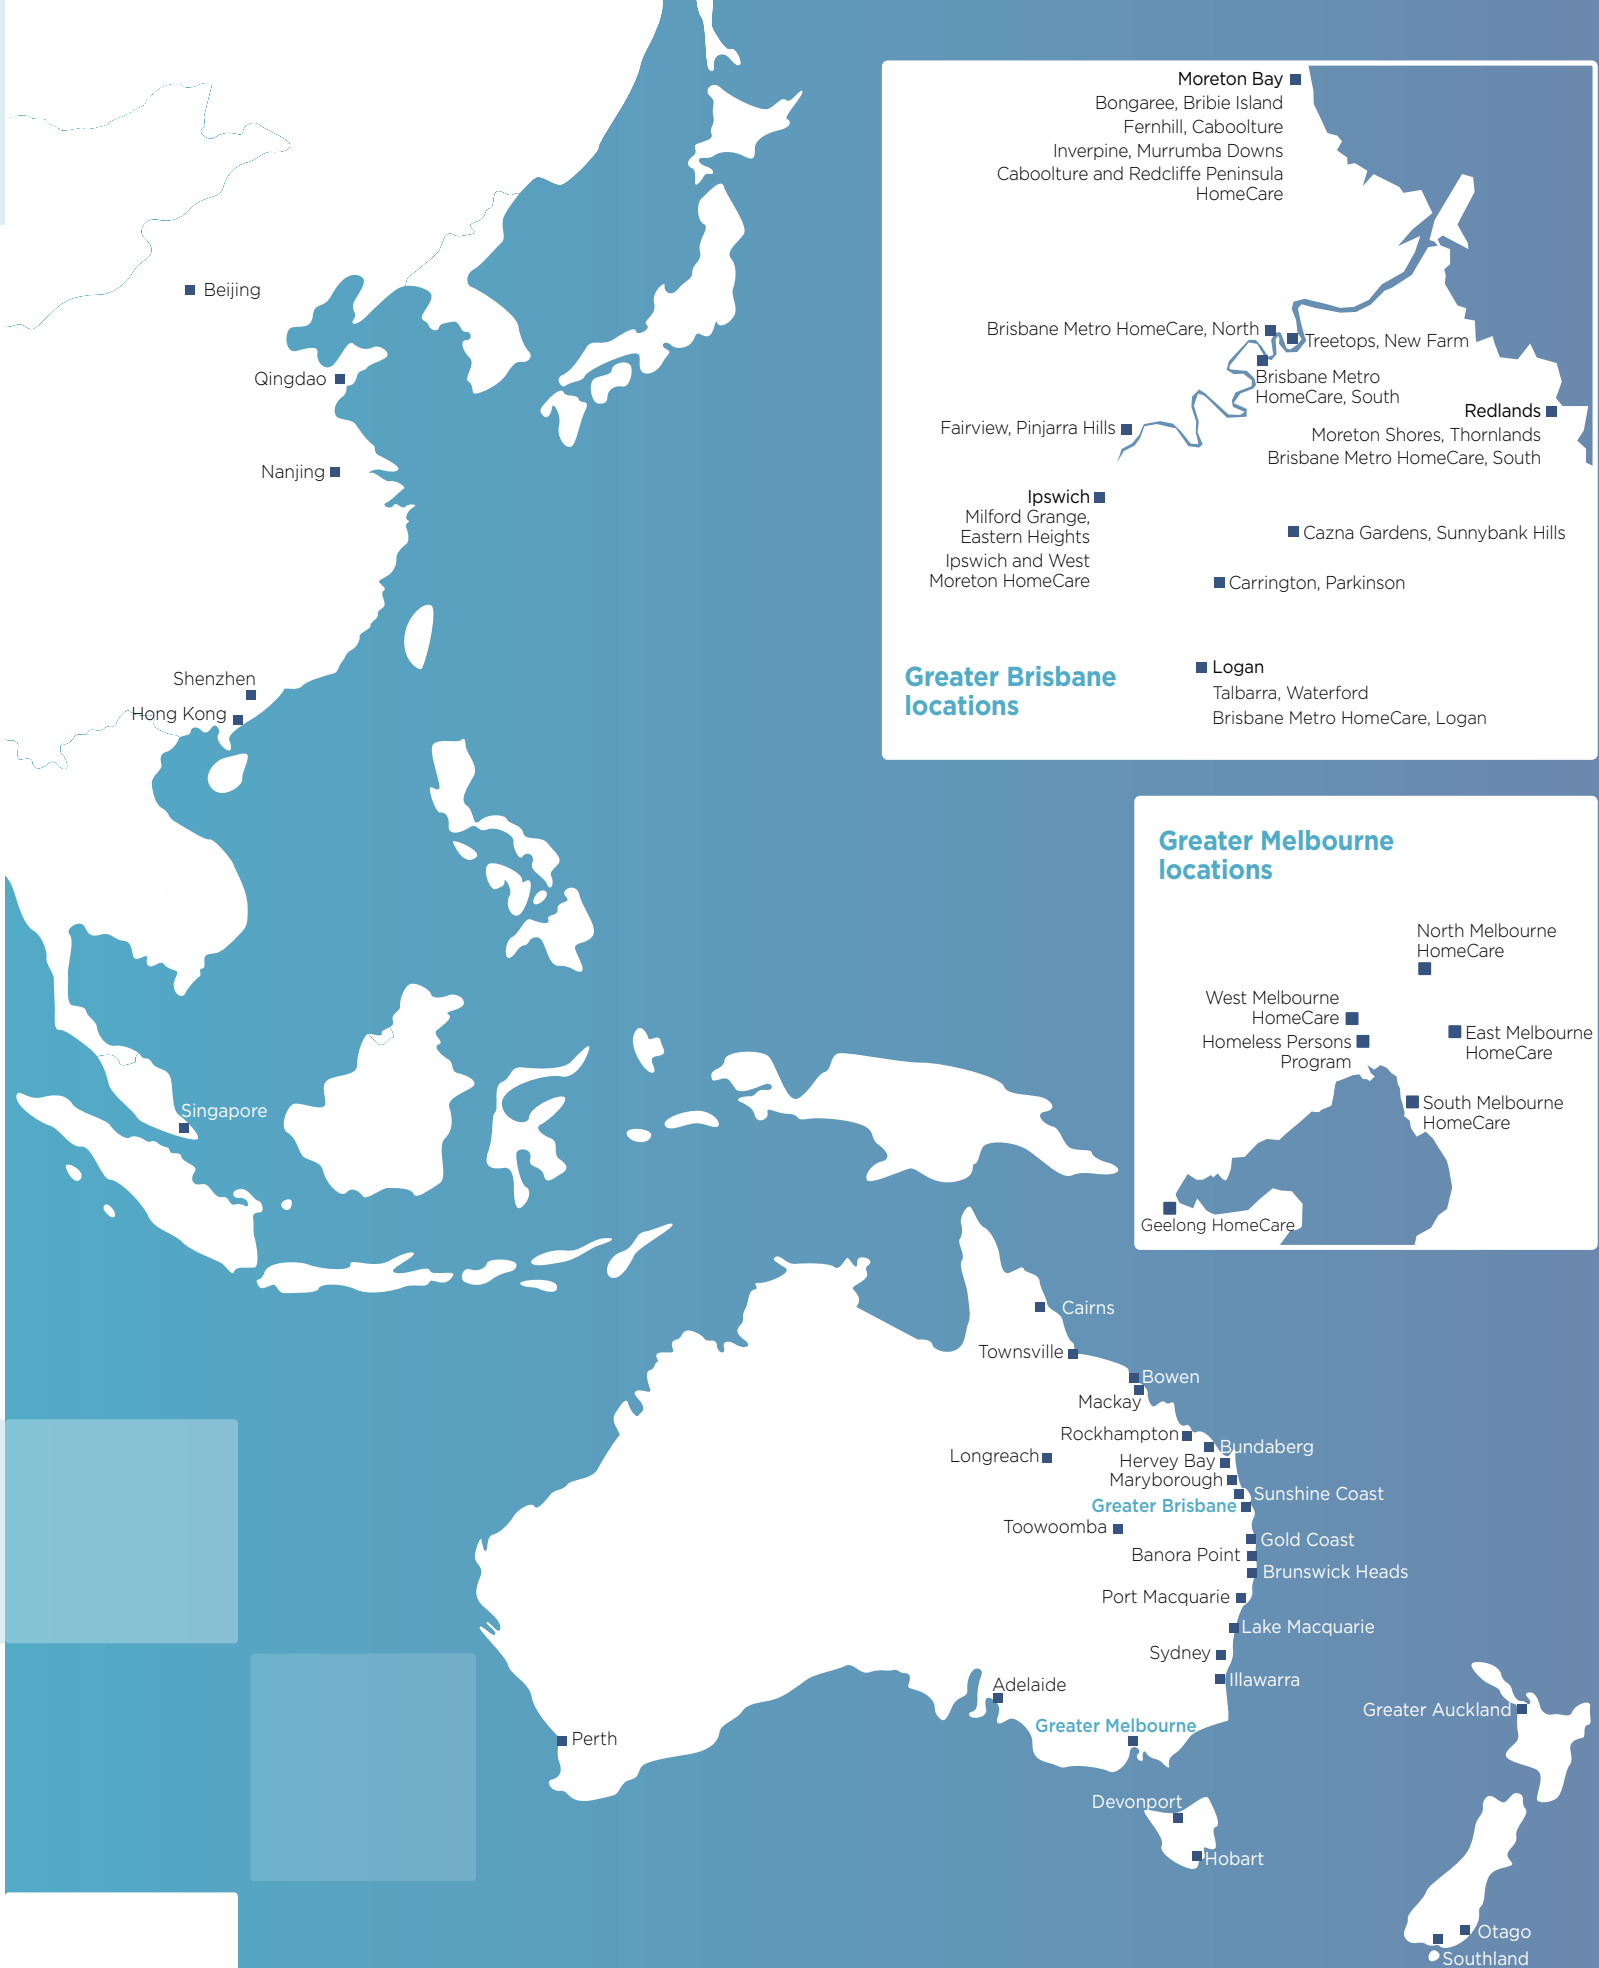 Moreton Bay
Bongaree, Bribie Island
Fernhill, Caboolture
Inverpine, Murrumba Downs
Caboolture and Redcliffe Peninsula
HomeCare
Brisbane Metro HomeCare, North
Treetops, New Farm
Brisbane Metro
HomeCare, South
Redlands
Moreton Shores, Thornlands
Brisbane Metro HomeCare, South
Fairview, Pinjarra Hills
Ipswich
Milford Grange,
Eastern Heights
Ipswich and West
Moreton HomeCare
Cazna Gardens, Sunnybank Hills
Carrington, Parkinson
Greater Brisbane
locations
Logan
Talbarra, Waterford
Brisbane Metro HomeCare, Logan
Beijing
Qingdao
Nanjing
Shenzhen
Hong Kong
Singapore
Greater Melbourne
locations
North Melbourne
HomeCare
West Melbourne
HomeCare
Homeless Persons
Program
East Melbourne
HomeCare
South Melbourne
HomeCare
Geelong HomeCare
Cairns
Townsville
Bowen
Mackay
Rockhampton
Bundaberg
Longreach
Hervey Bay
Maryborough
Sunshine Coast
Greater Brisbane
Toowoomba
Gold Coast
Banora Point
Brunswick Heads
Port Macquarie
Lake Macquarie
Sydney
Illawarra
Adelaide
Greater Melbourne
Perth
Greater Auckland
Devonport
Hobart
Otago
Southland